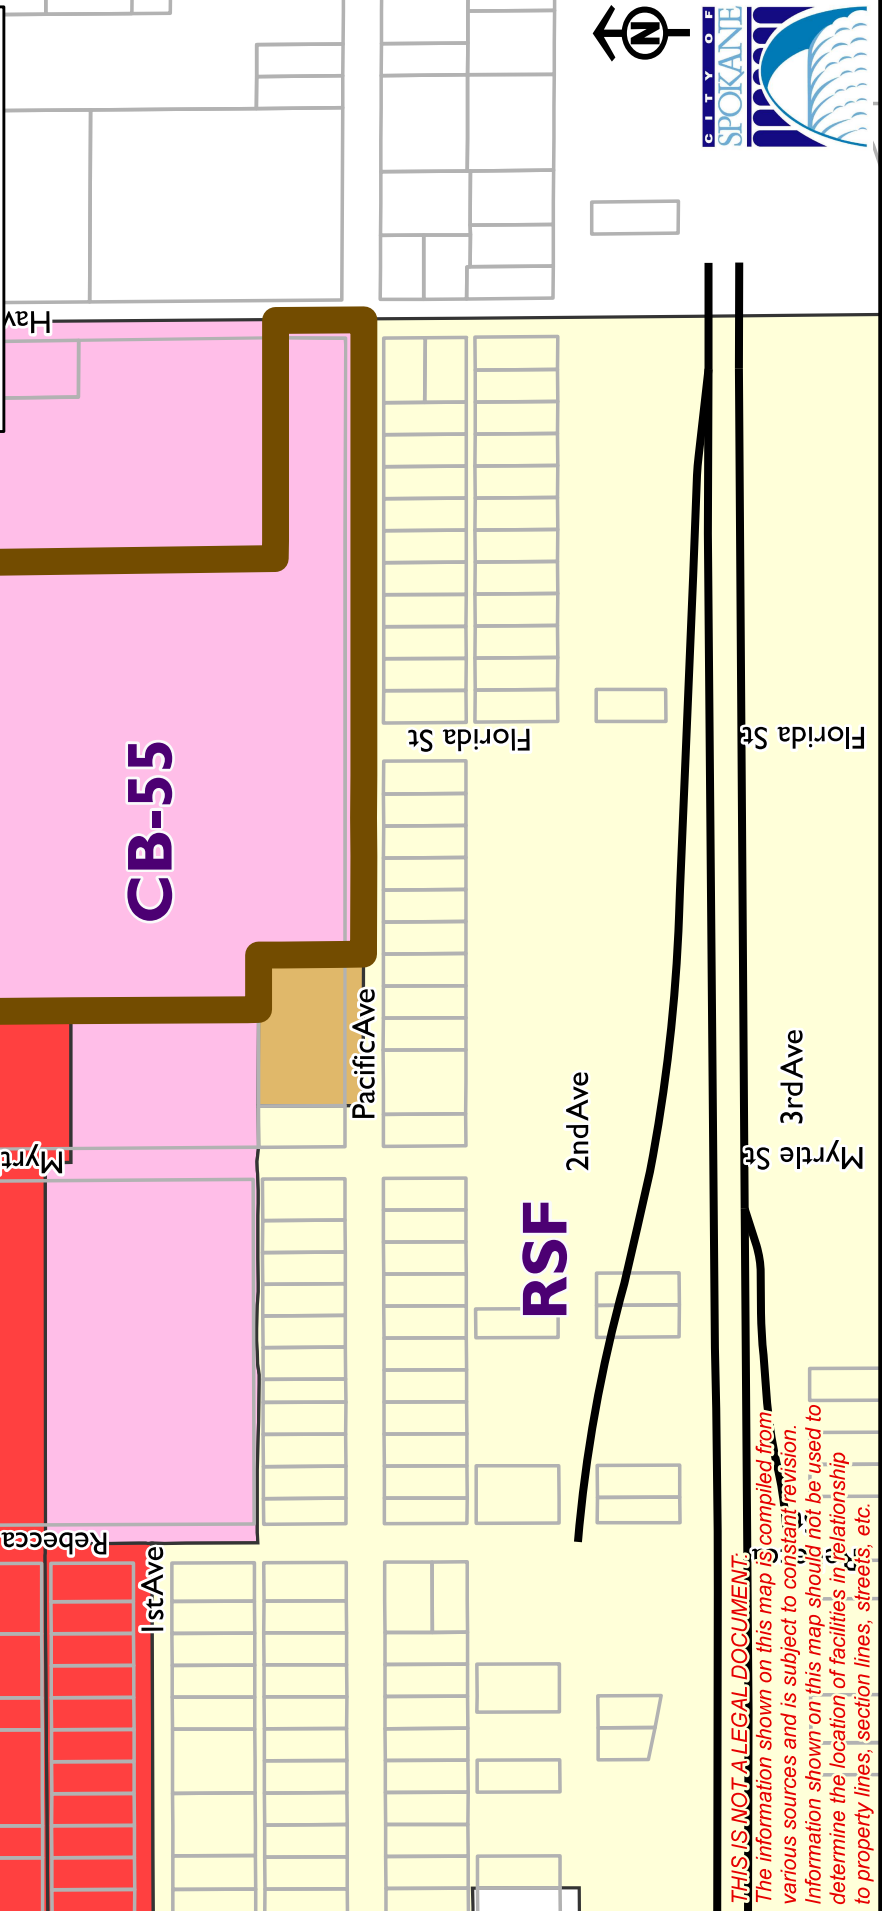 N
CITY OF
SPOKANE
Hav
CB-55
Florida St
Florida St
Pacific Ave
2nd Ave
3rd Ave
Myrt
Myrtle St
RSF
Rebecca
1st Ave
THIS IS NOT A LEGAL DOCUMENT.
The information shown on this map is compiled from
various sources and is subject to constant revision.
Information shown on this map should not be used to
determine the location of facilities in relationship
to property lines, section lines, streets, etc.